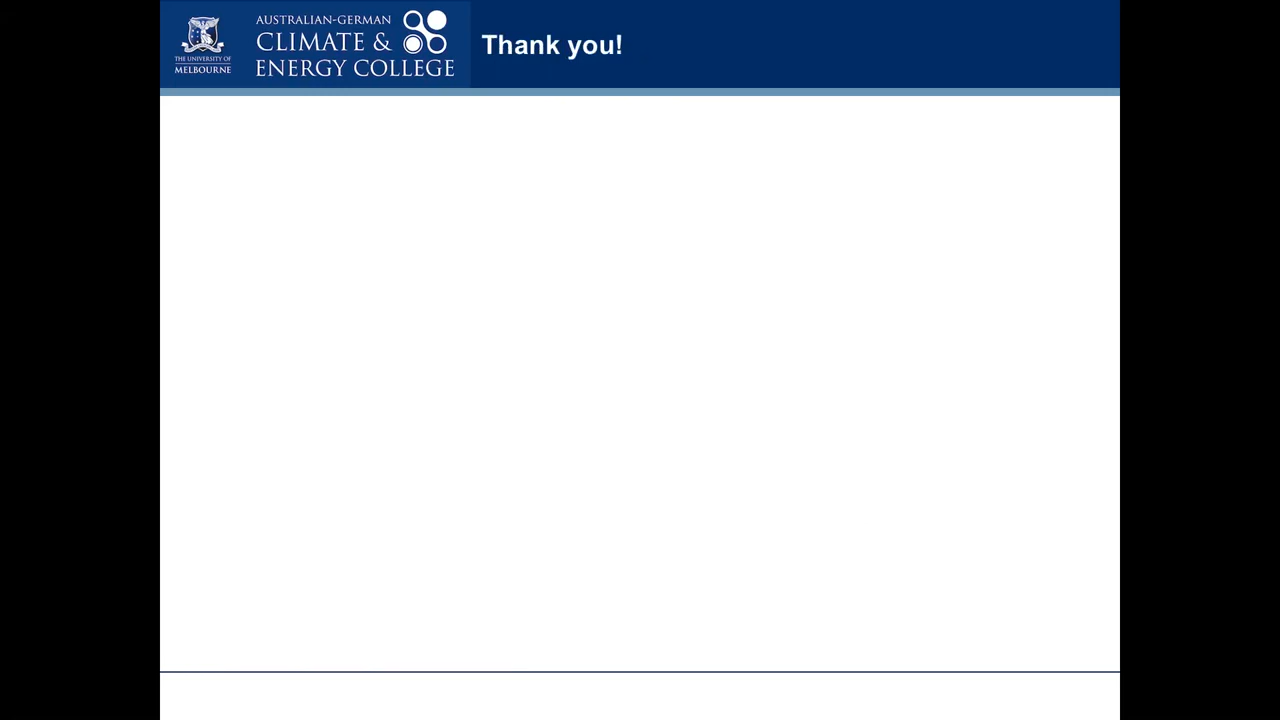 THE UNIVERSITY OF
MELBOURNE
AUSTRALIAN-GERMAN
CLIMATE &
ENERGY COLLEGE
Thank you!